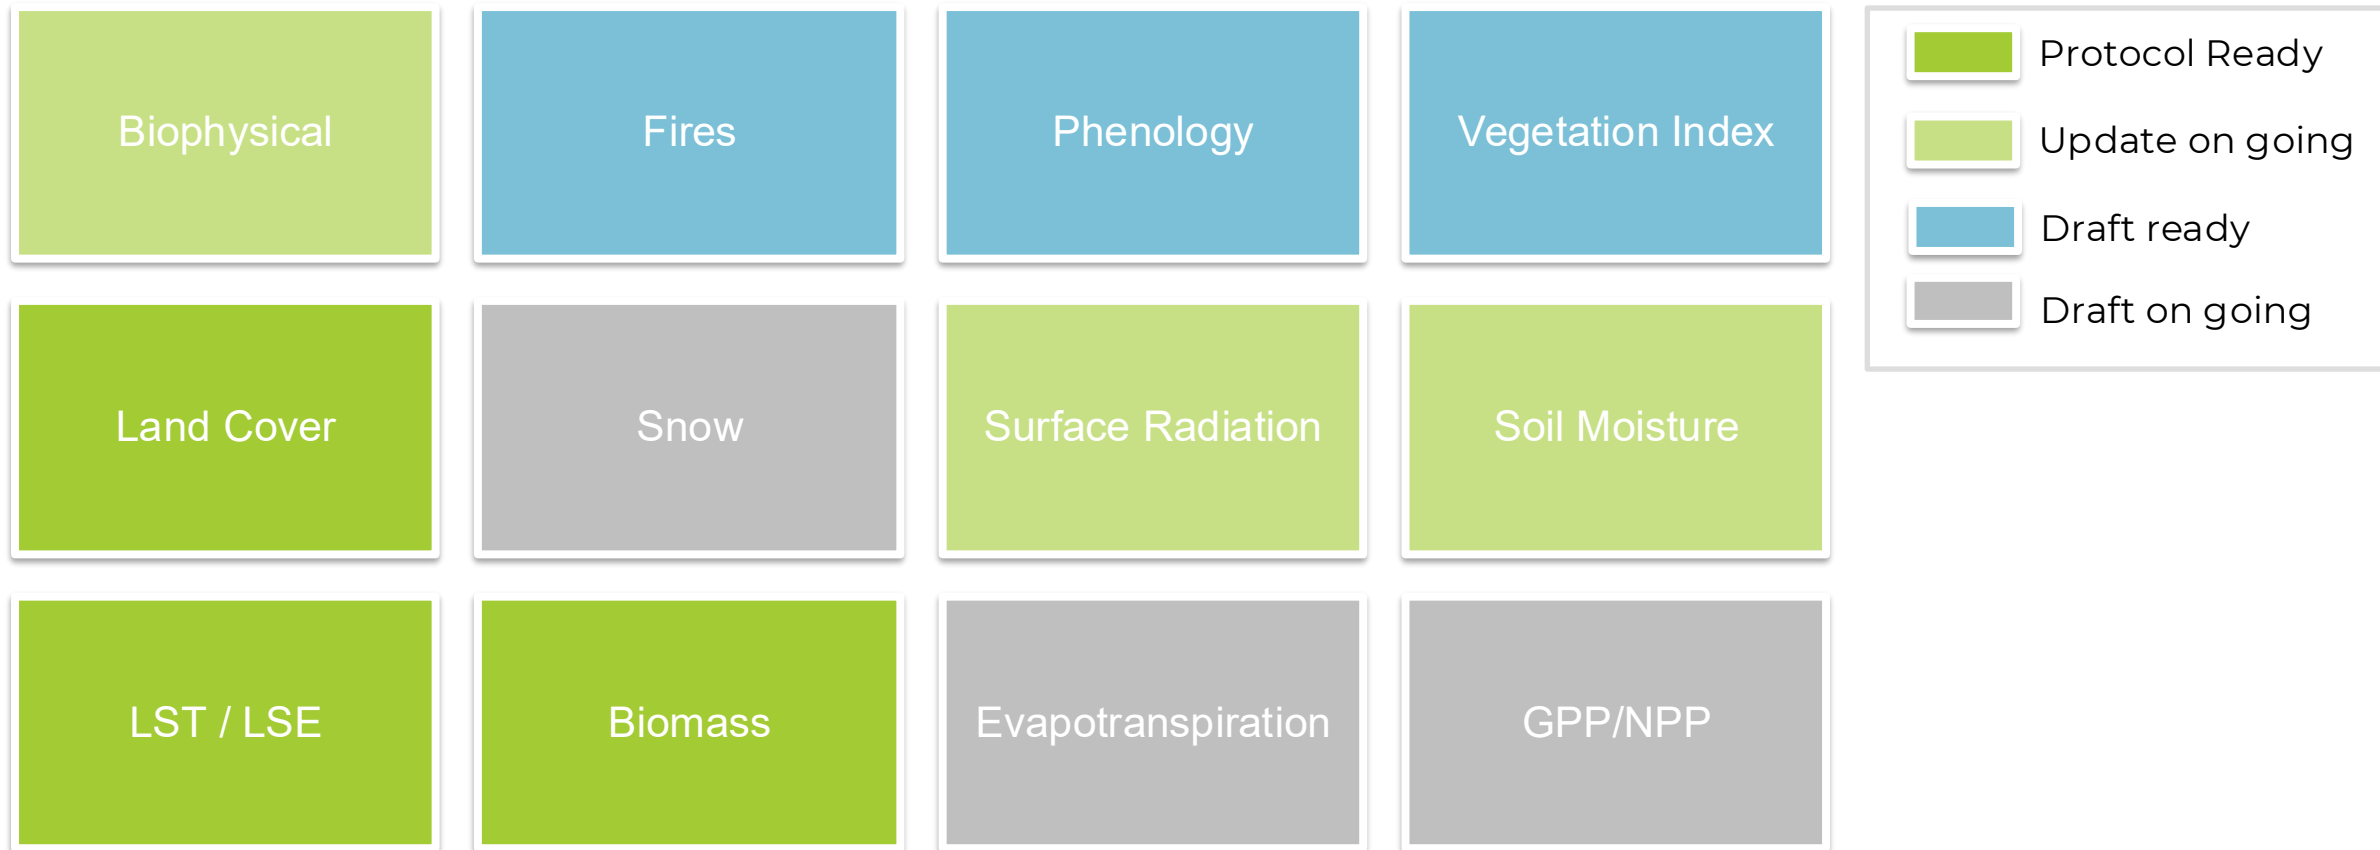 Biophysical
Fires
Phenology
Vegetation Index
Land Cover
Snow
Surface Radiation
Soil Moisture
LST / LSE
Biomass
Evapotranspiration
GPP/NPP
Protocol Ready
Update on going
Draft ready
Draft on going